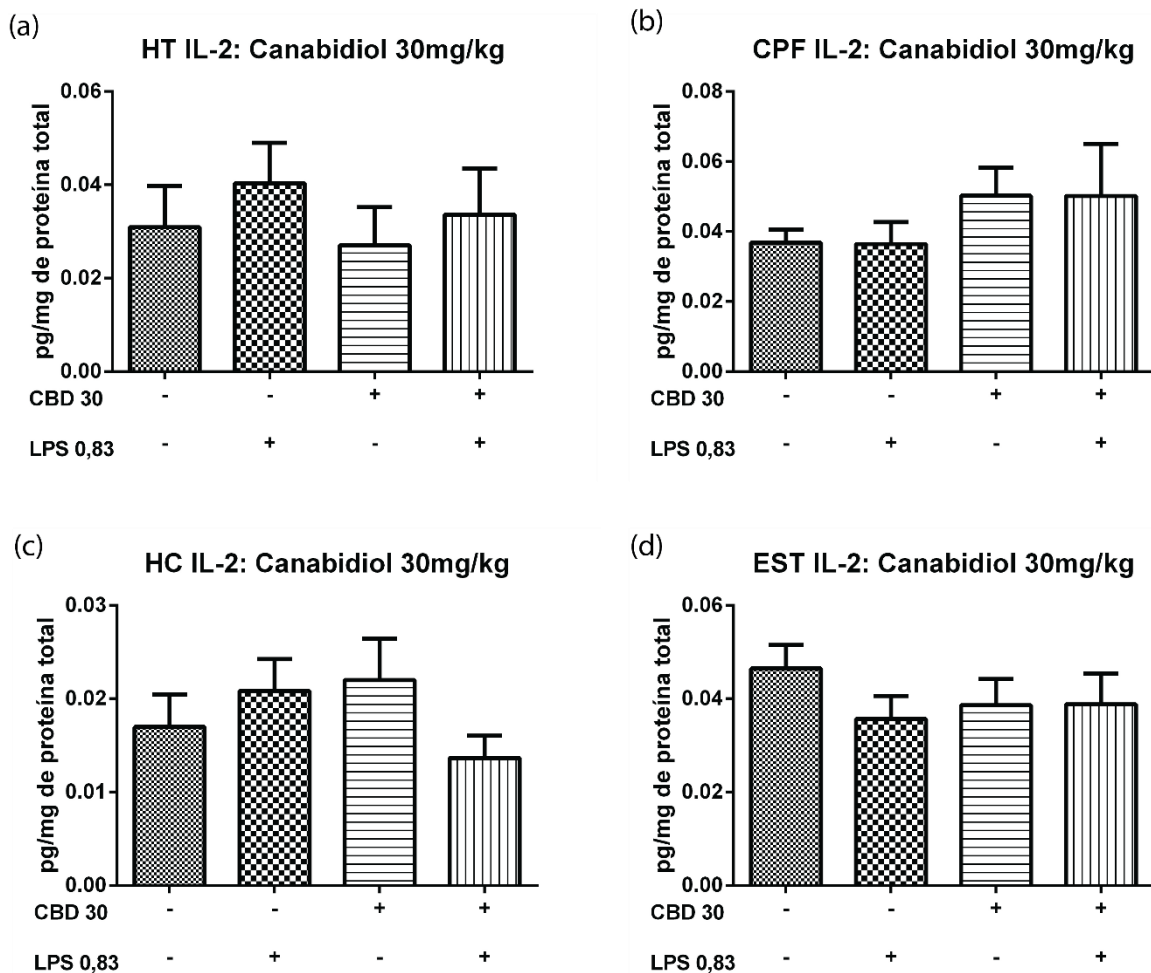 (a)
HT IL-2: Canabidiol 30mg/kg
pg/mg de proteína total
0.06
0.04
0.02
0.00
CBD 30 - - + +
LPS 0,83 - + - +
(b)
CPF IL-2: Canabidiol 30mg/kg
pg/mg de proteína total
0.08
0.06
0.04
0.02
0.00
CBD 30 - - + +
LPS 0,83 - + - +
(c)
HC IL-2: Canabidiol 30mg/kg
pg/mg de proteína total
0.03
0.02
0.01
0.00
CBD 30 - - + +
LPS 0,83 - + - +
(d)
EST IL-2: Canabidiol 30mg/kg
pg/mg de proteína total
0.06
0.04
0.02
0.00
CBD 30 - - + +
LPS 0,83 - + - +